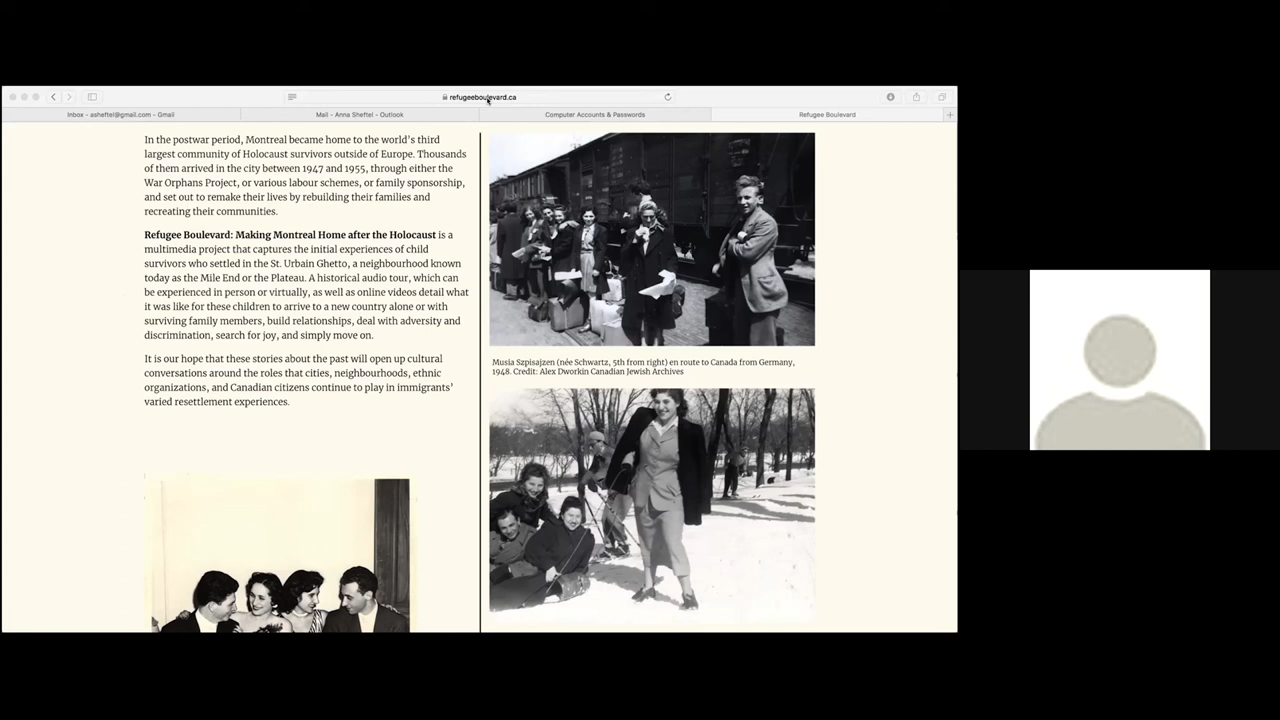 refugeeboulevard.ca
Inbox - asheftel@gmail.com - Gmail
Mail - Anna Sheftel - Outlook
Computer Accounts & Passwords
Refugee Boulevard
In the postwar period, Montreal became home to the world's third
largest community of Holocaust survivors outside of Europe. Thousands
of them arrived in the city between 1947 and 1955, through either the
War Orphans Project, or various labour schemes, or family sponsorship,
and set out to remake their lives by rebuilding their families and
recreating their communities.
Refugee Boulevard: Making Montreal Home after the Holocaust is a
multimedia project that captures the initial experiences of child
survivors who settled in the St. Urbain Ghetto, a neighbourhood known
today as the Mile End or the Plateau. A historical audio tour, which can
be experienced in person or virtually, as well as online videos detail what
it was like for these children to arrive to a new country alone or with
surviving family members, build relationships, deal with adversity and
discrimination, search for joy, and simply move on.
It is our hope that these stories about the past will open up cultural
conversations around the roles that cities, neighbourhoods, ethnic
organizations, and Canadian citizens continue to play in immigrants'
varied resettlement experiences.
Musia Szpisajzen (née Schwartz, 5th from right) en route to Canada from Germany,
1948. Credit: Alex Dworkin Canadian Jewish Archives